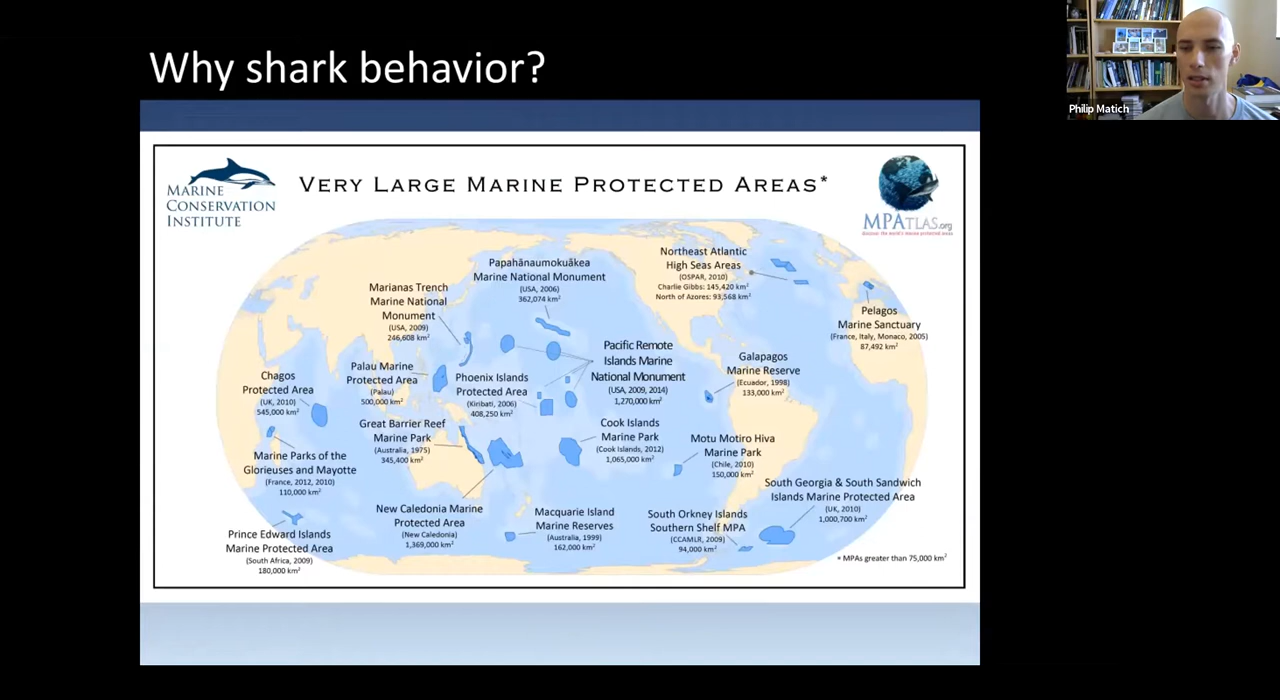 Why shark behavior?
Philip Matich
MARINE
CONSERVATION
INSTITUTE
VERY LARGE MARINE PROTECTED AREAS*
MPATLAS.org
discover the world's marine protected areas
Papahānaumokuākea
Marine National Monument
(USA, 2006)
362,074 km²
Northeast Atlantic
High Seas Areas
(OSPAR, 2010)
Charlie Gibbs: 145,420 km²
North of Azores: 93,568 km²
Marianas Trench
Marine National
Monument
(USA, 2009)
246,608 km²
Pelagos
Marine Sanctuary
(France, Italy, Monaco, 2005)
87,492 km²
Pacific Remote
Islands Marine
National Monument
(USA, 2009, 2014)
1,270,000 km²
Galapagos
Marine Reserve
(Ecuador, 1998)
133,000 km²
Palau Marine
Protected Area
(Palau)
500,000 km²
Chagos
Protected Area
(UK, 2010)
545,000 km²
Phoenix Islands
Protected Area
(Kiribati, 2006)
408,250 km²
Great Barrier Reef
Marine Park
(Australia, 1975)
345,400 km²
Cook Islands
Marine Park
(Cook Islands, 2012)
1,065,000 km²
Motu Motiro Hiva
Marine Park
(Chile, 2010)
150,000 km²
Marine Parks of the
Glorieuses and Mayotte
(France, 2012, 2010)
110,000 km²
South Georgia & South Sandwich
Islands Marine Protected Area
(UK, 2010)
1,000,700 km²
New Caledonia Marine
Protected Area
(New Caledonia)
1,369,000 km²
Macquarie Island
Marine Reserves
(Australia, 1999)
162,000 km²
South Orkney Islands
Southern Shelf MPA
(CCAMLR, 2009)
94,000 km²
Prince Edward Islands
Marine Protected Area
(South Africa, 2009)
180,000 km²
* MPAs greater than 75,000 km²